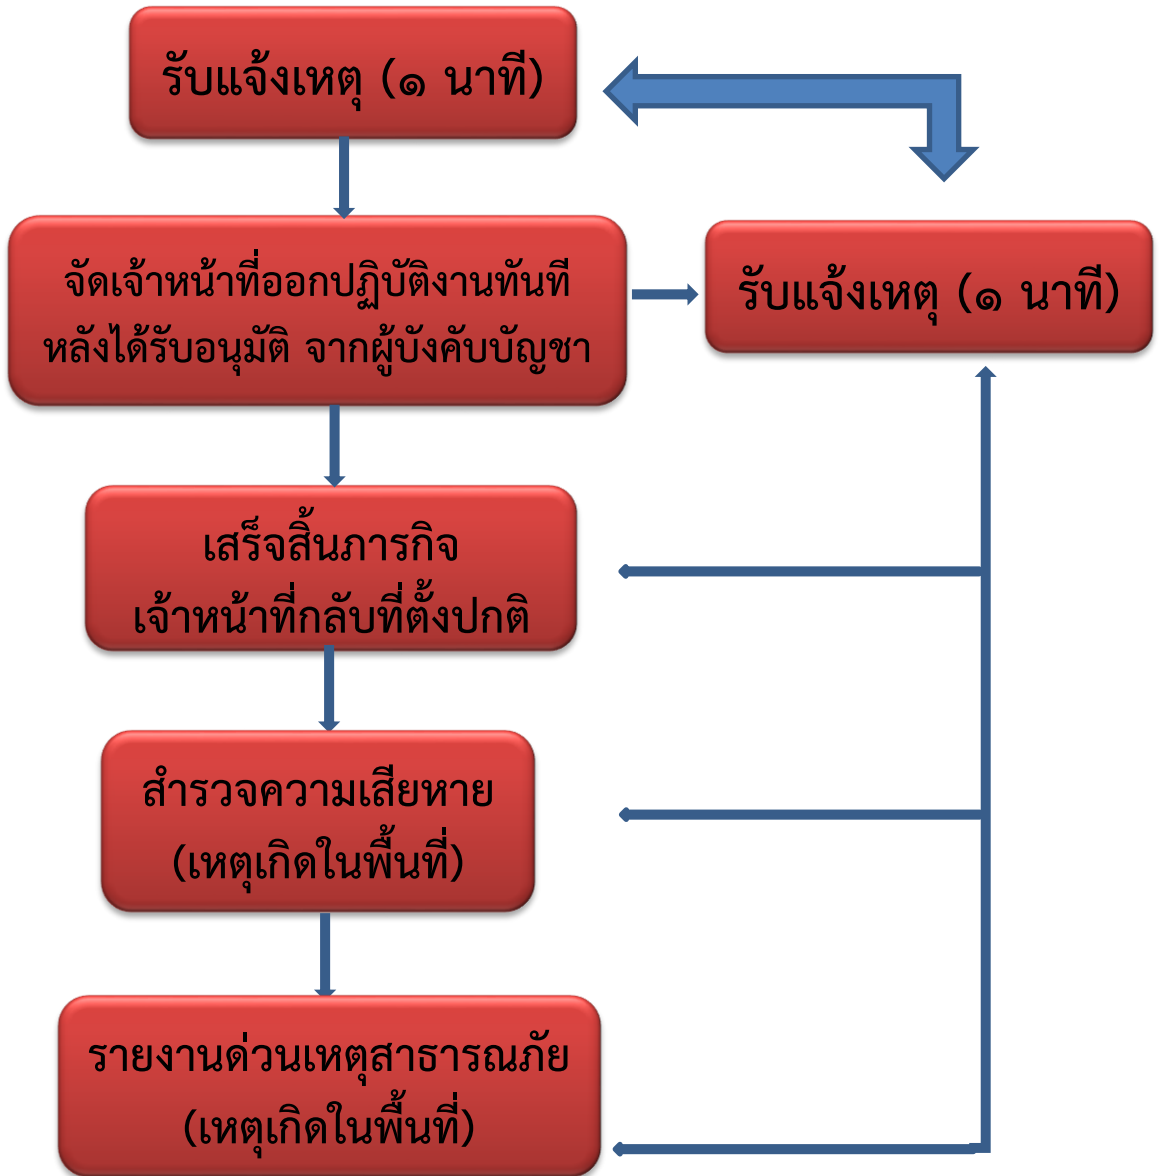 รับแจ้งเหตุ (๑ นาที)
จัดเจ้าหน้าที่ออกปฏิบัติงานทันที
หลังได้รับอนุมัติ จากผู้บังคับบัญชา
รับแจ้งเหตุ (๑ นาที)
เสร็จสิ้นภารกิจ
เจ้าหน้าที่กลับที่ตั้งปกติ
สำรวจความเสียหาย
(เหตุเกิดในพื้นที่)
รายงานด่วนเหตุสาธารณภัย
(เหตุเกิดในพื้นที่)